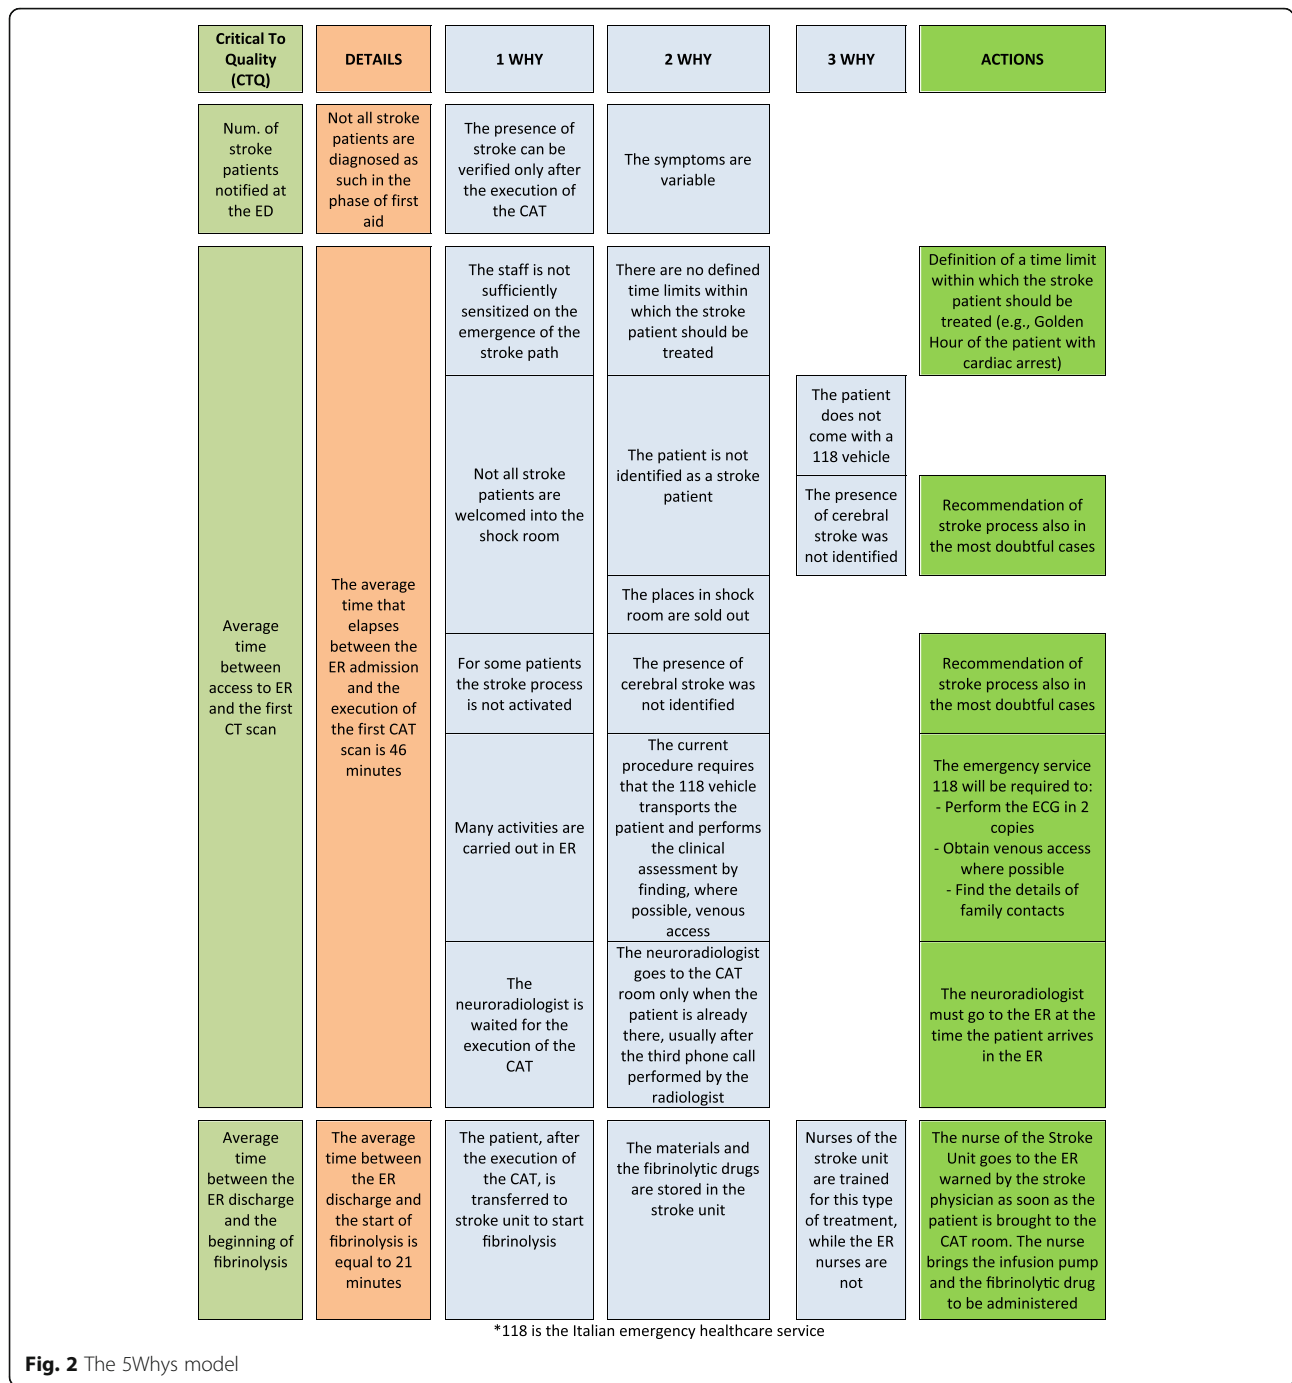 Critical To
Quality
(CTQ)
DETAILS
1 WHY
2 WHY
3 WHY
ACTIONS
Num. of
stroke
patients
notified at
the ED
Not all stroke
patients are
diagnosed as
such in the
phase of first
aid
The presence of
stroke can be
verified only after
the execution of
the CAT
The symptoms are
variable
Average
time
between
access to ER
and the first
CT scan
The average
time that
elapses
between the
ER admission
and the
execution of
the first CAT
scan is 46
minutes
The staff is not
sufficiently
sensitized on the
emergence of the
stroke path
There are no defined
time limits within
which the stroke
patient should be
treated
Definition of a time limit
within which the stroke
patient should be
treated (e.g., Golden
Hour of the patient with
cardiac arrest)
Not all stroke
patients are
welcomed into the
shock room
The patient is not
identified as a stroke
patient
The patient
does not
come with a
118 vehicle
The presence
of cerebral
stroke was
not identified
Recommendation of
stroke process also in
the most doubtful cases
The places in shock
room are sold out
For some patients
the stroke process
is not activated
The presence of
cerebral stroke was
not identified
Recommendation of
stroke process also in
the most doubtful cases
Many activities are
carried out in ER
The current
procedure requires
that the 118 vehicle
transports the
patient and performs
the clinical
assessment by
finding, where
possible, venous
access
The emergency service
118 will be required to:
- Perform the ECG in 2
copies
- Obtain venous access
where possible
- Find the details of
family contacts
The
neuroradiologist is
waited for the
execution of the
CAT
The neuroradiologist
goes to the CAT
room only when the
patient is already
there, usually after
the third phone call
performed by the
radiologist
The neuroradiologist
must go to the ER at the
time the patient arrives
in the ER
Average
time
between the
ER discharge
and the
beginning of
fibrinolysis
The average
time between
the ER
discharge and
the start of
fibrinolysis is
equal to 21
minutes
The patient, after
the execution of
the CAT, is
transferred to
stroke unit to start
fibrinolysis
The materials and
the fibrinolytic drugs
are stored in the
stroke unit
Nurses of the
stroke unit
are trained
for this type
of treatment,
while the ER
nurses are
not
The nurse of the Stroke
Unit goes to the ER
warned by the stroke
physician as soon as the
patient is brought to the
CAT room. The nurse
brings the infusion pump
and the fibrinolytic drug
to be administered
*118 is the Italian emergency healthcare service
Fig. 2 The 5Whys model